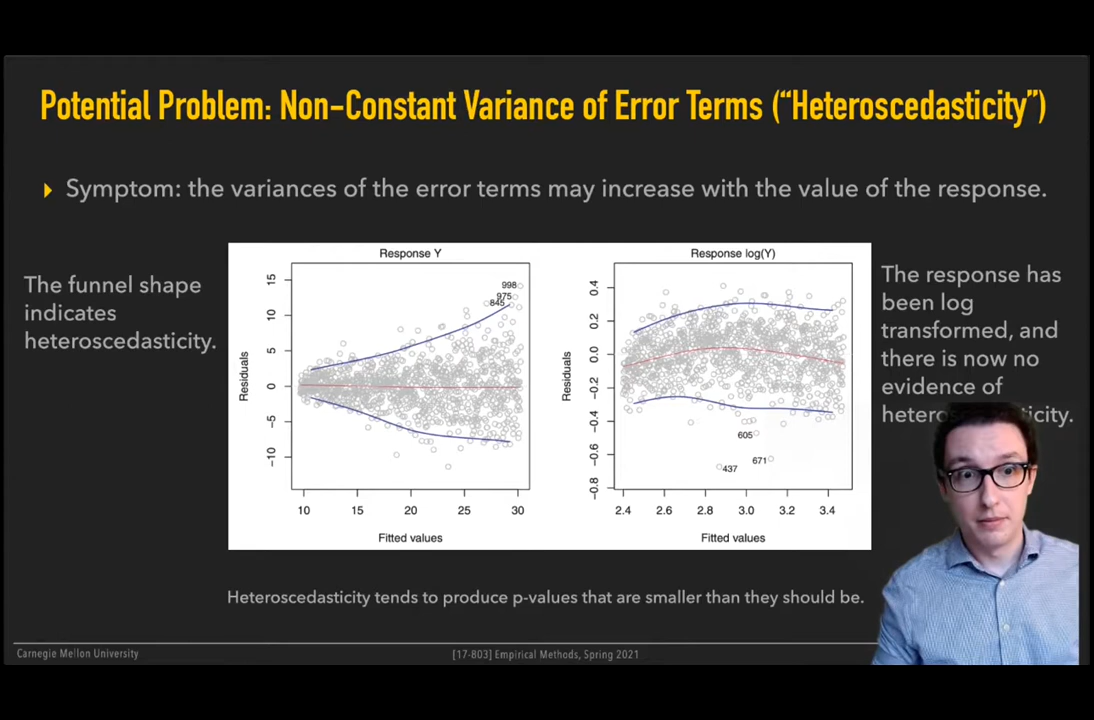 Potential Problem: Non-Constant Variance of Error Terms (“Heteroscedasticity”)
Symptom: the variances of the error terms may increase with the value of the response.
The funnel shape
indicates
heteroscedasticity.
Response Y
998
975
845
15
10
5
0
-5
-10
Residuals
10 15 20 25 30
Fitted values
Response log(Y)
0.4
0.2
0.0
-0.2
-0.4
-0.6
-0.8
Residuals
605
671
437
2.4 2.6 2.8 3.0 3.2 3.4
Fitted values
The response has
been log
transformed, and
there is now no
evidence of
Heteroscedasticity tends to produce p-values that are smaller than they should be.
Carnegie Mellon University
[17-803] Empirical Methods, Spring 2021